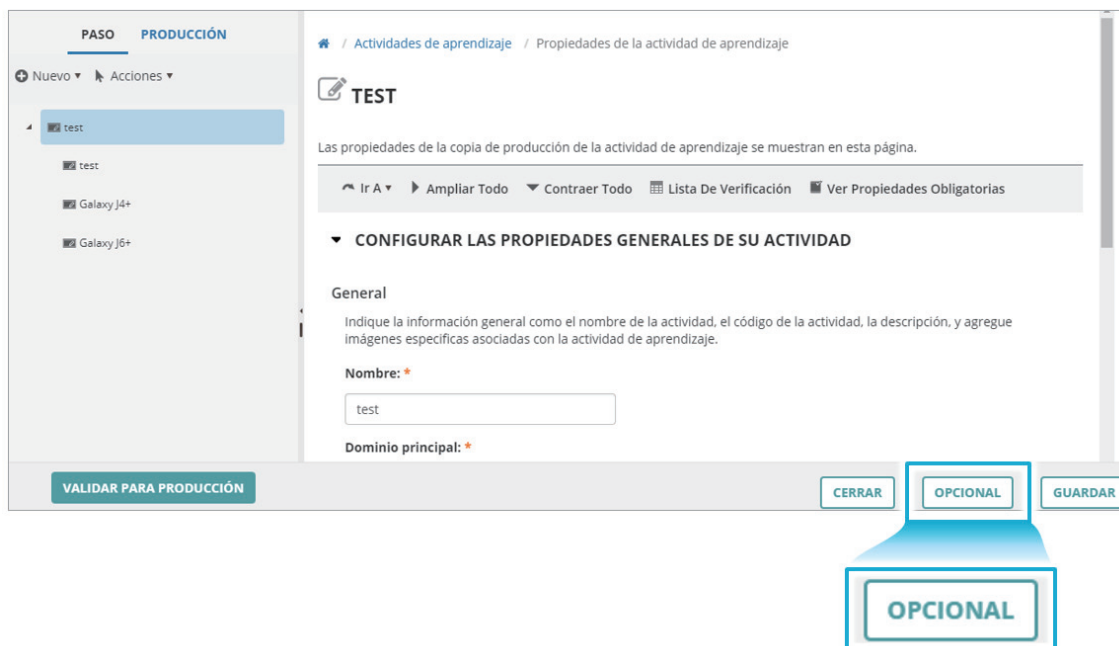 PASO PRODUCCIÓN
Nuevo Acciones
test
test
Galaxy J4+
Galaxy J6+
/ Actividades de aprendizaje / Propiedades de la actividad de aprendizaje
TEST
Las propiedades de la copia de producción de la actividad de aprendizaje se muestran en esta página.
Ir A Ampliar Todo Contraer Todo Lista De Verificación Ver Propiedades Obligatorias
CONFIGURAR LAS PROPIEDADES GENERALES DE SU ACTIVIDAD
General
Indique la información general como el nombre de la actividad, el código de la actividad, la descripción, y agregue
imágenes especificas asociadas con la actividad de aprendizaje.
Nombre: *
test
Dominio principal: *
VALIDAR PARA PRODUCCIÓN
CERRAR OPCIONAL GUARDAR
OPCIONAL